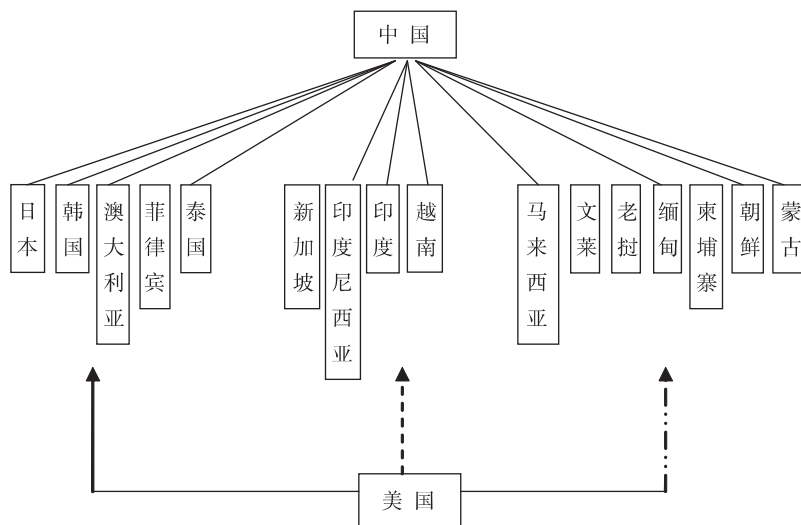 中国
日本
韩国
澳大利亚
菲律宾
泰国
新加坡
印度尼西亚
印度
越南
马来西亚
文莱
老挝
缅甸
柬埔寨
朝鲜
蒙古
美国